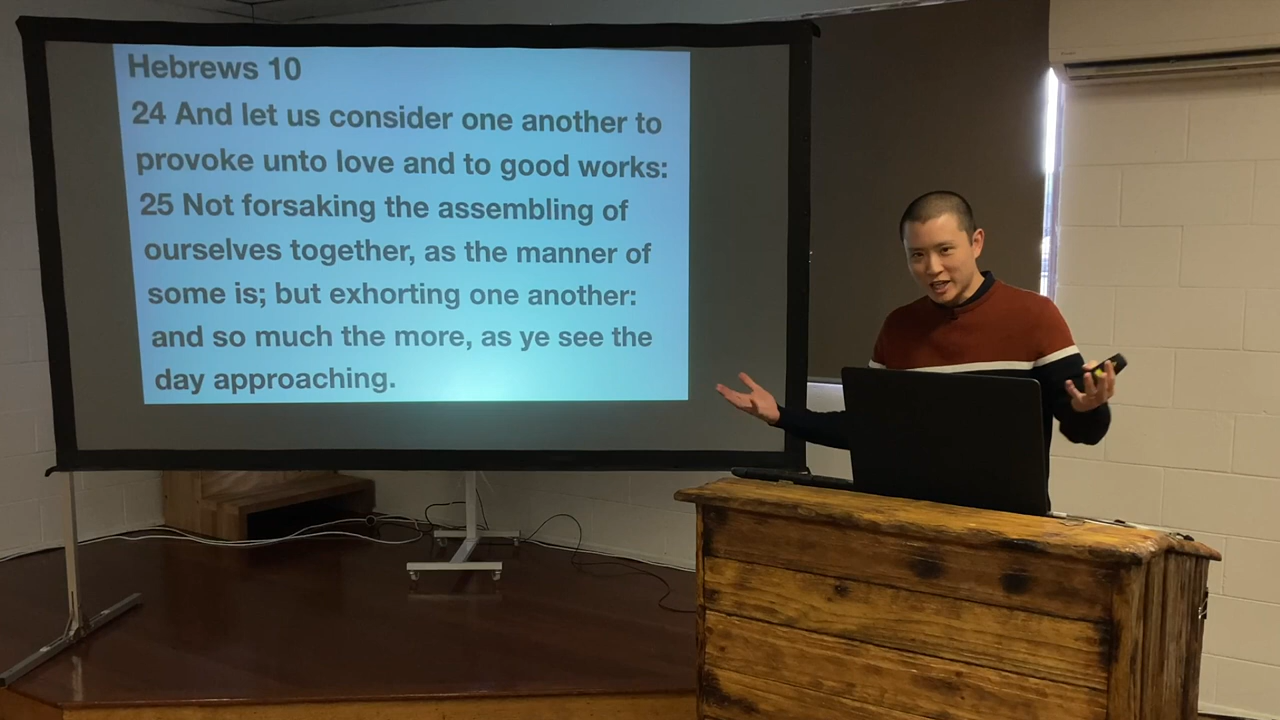 Hebrews 10
24 And let us consider one another to
provoke unto love and to good works:
25 Not forsaking the assembling of
ourselves together, as the manner of
some is; but exhorting one another:
and so much the more, as ye see the
day approaching.